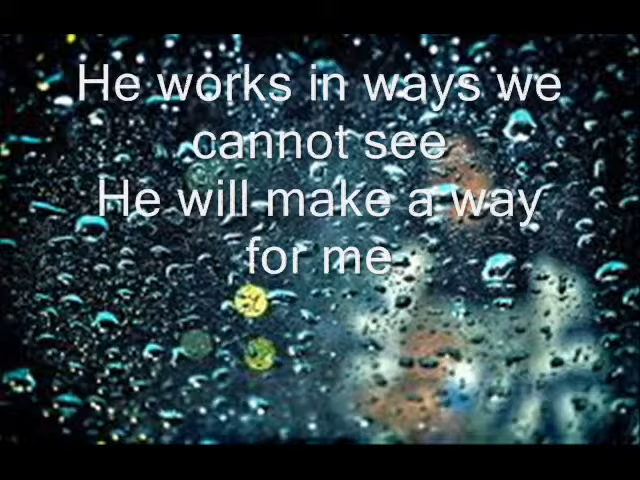 He works in ways we
cannot see
He will make a way
for me